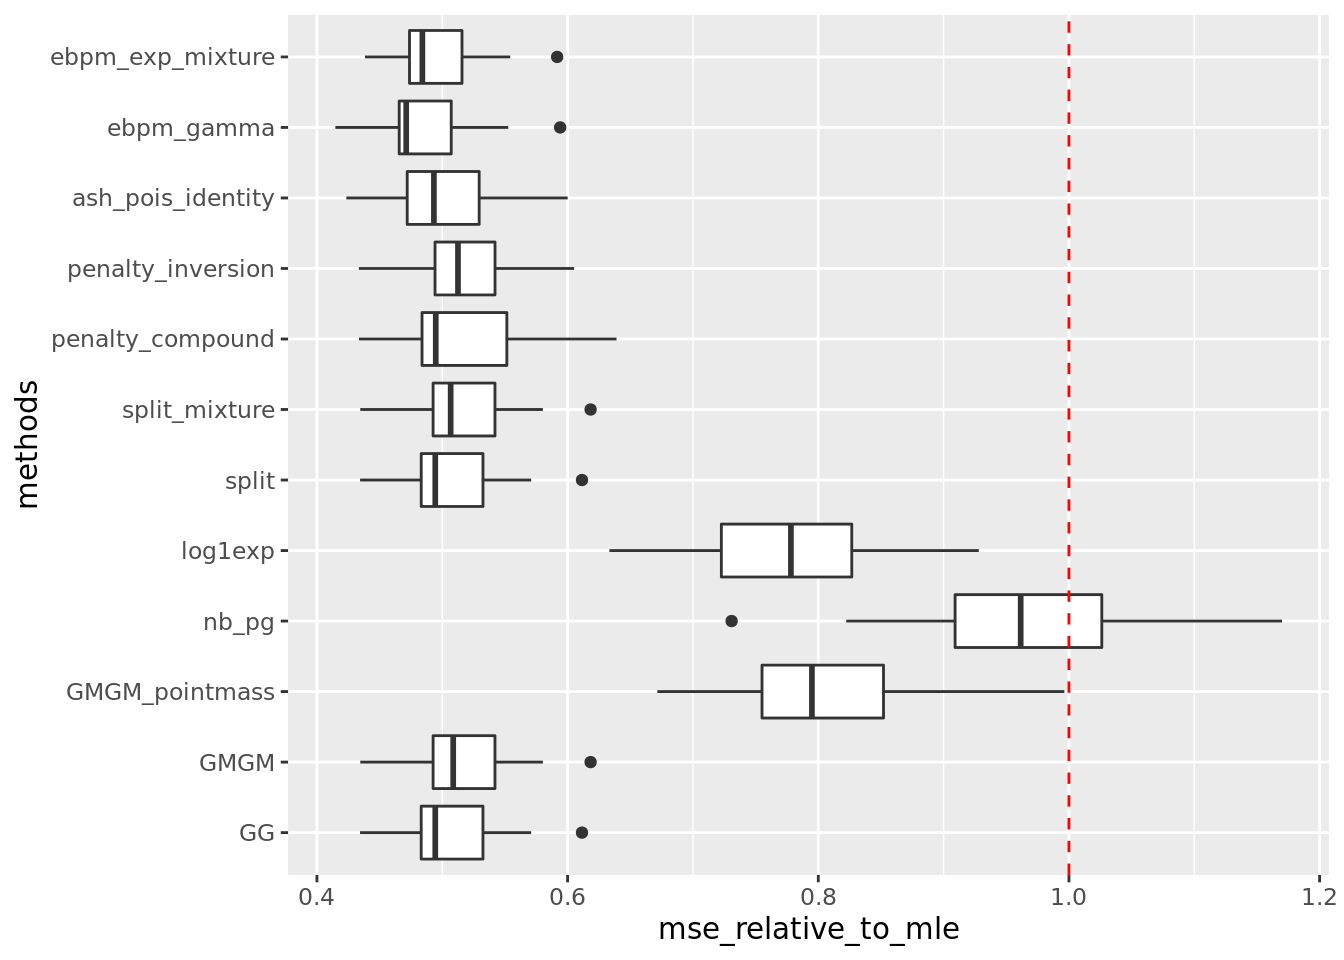 methods
ebpm_exp_mixture
ebpm_gamma
ash_pois_identity
penalty_inversion
penalty_compound
split_mixture
split
log1exp
nb_pg
GMGM_pointmass
GMGM
GG
0.4 0.6 0.8 1.0 1.2
mse_relative_to_mle